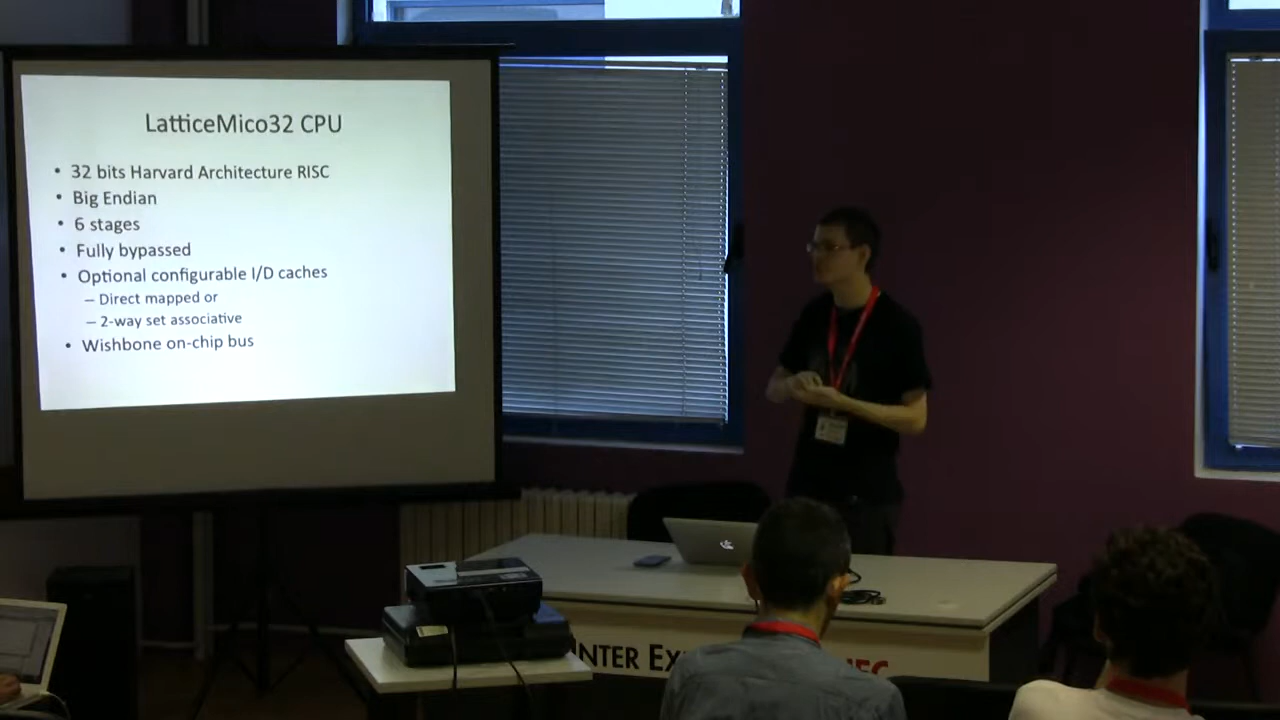 LatticeMico32 CPU
• 32 bits Harvard Architecture RISC
• Big Endian
• 6 stages
• Fully bypassed
• Optional configurable I/D caches
– Direct mapped or
– 2-way set associative
• Wishbone on-chip bus
INTER